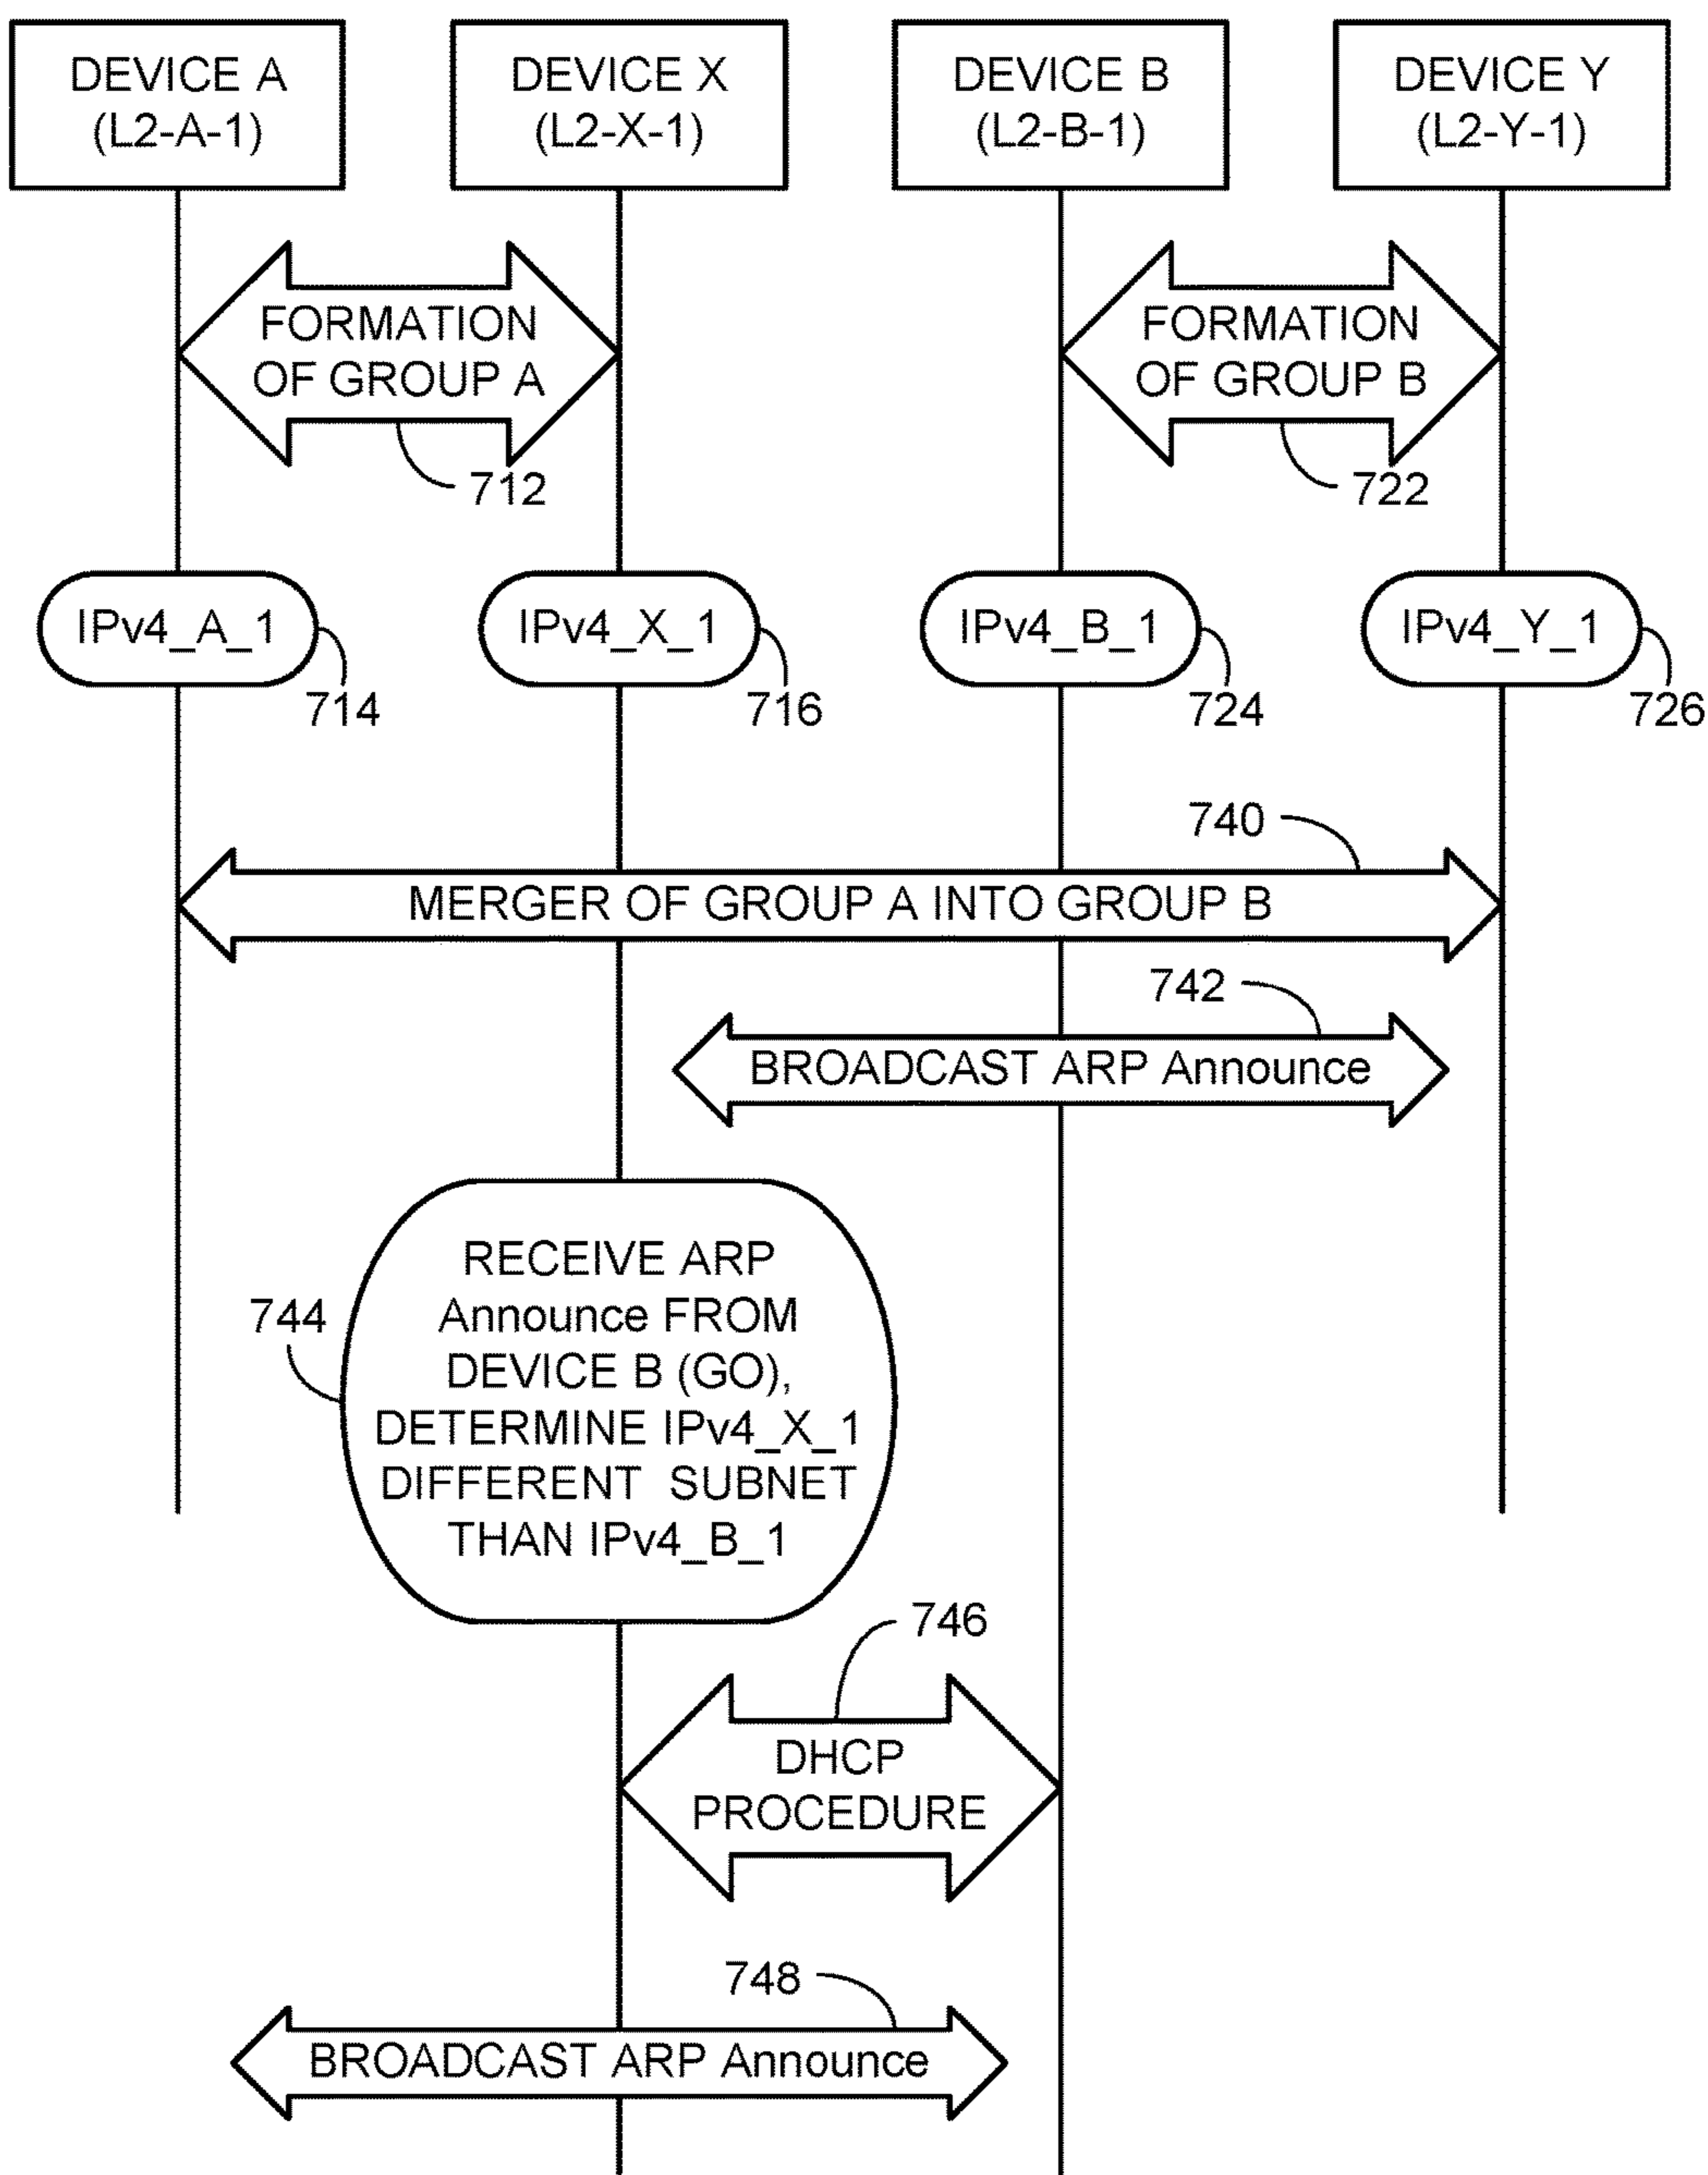 DEVICE A
(L2-A-1)
DEVICE X
(L2-X-1)
DEVICE B
(L2-B-1)
DEVICE Y
(L2-Y-1)
FORMATION
OF GROUP A
712
FORMATION
OF GROUP B
722
IPv4_A_1
714
IPv4_X_1
716
IPv4_B_1
724
IPv4_Y_1
726
740
MERGER OF GROUP A INTO GROUP B
742
BROADCAST ARP Announce
744
RECEIVE ARP
Announce FROM
DEVICE B (GO),
DETERMINE IPv4_X_1
DIFFERENT SUBNET
THAN IPv4_B_1
746
DHCP
PROCEDURE
748
BROADCAST ARP Announce